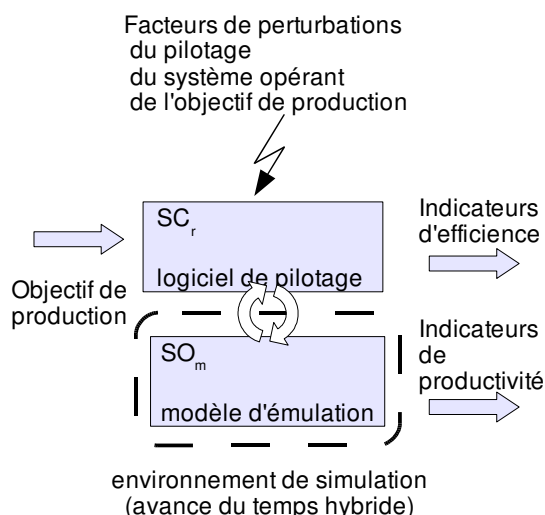 Facteurs de perturbations
du pilotage
du système opérant
de l'objectif de production
SCr
logiciel de pilotage
Objectif de
production
Indicateurs
d'efficience
SOm
modèle d'émulation
Indicateurs
de
productivité
environnement de simulation
(avance du temps hybride)